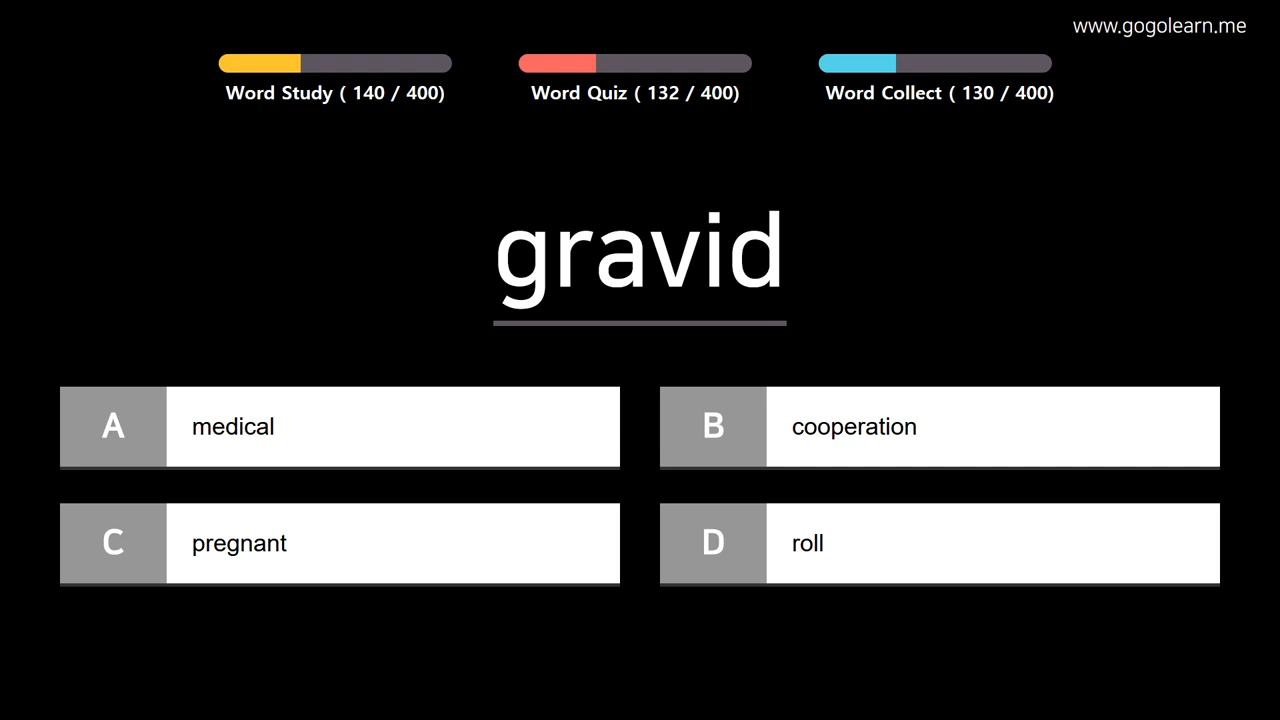 www.gogolearn.me
Word Study ( 140 / 400)
Word Quiz ( 132 / 400)
Word Collect ( 130 / 400)
gravid
A medical
B cooperation
C pregnant
D roll